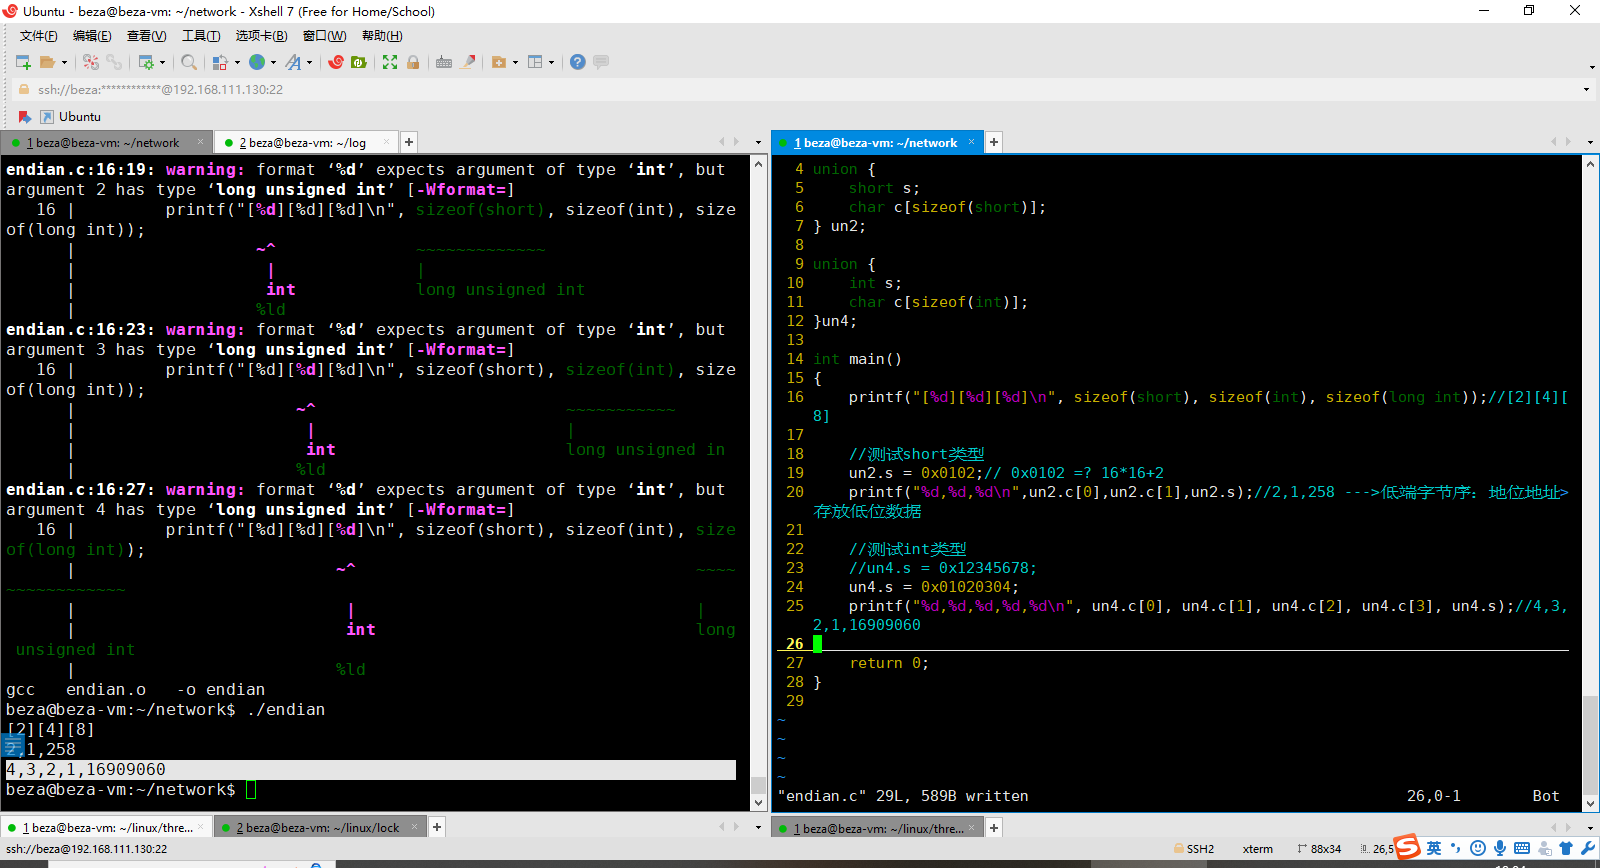 Ubuntu - beza@beza-vm: ~/network - Xshell 7 (Free for Home/School)
文件(F) 编辑(E) 查看(V) 工具(T) 选项卡(B) 窗口(W) 帮助(H)
ssh://beza:************@192.168.111.130:22
Ubuntu
1 beza@beza-vm: ~/network × 2 beza@beza-vm: ~/log × +
endian.c:16:19: warning: format ‘%d’ expects argument of type ‘int’, but
argument 2 has type ‘long unsigned int’ [-Wformat=]
16 | printf("[%d][%d][%d]\n", sizeof(short), sizeof(int), size
of(long int));
| ~^ ~~~~~~~~~~~~~
| | |
| int long unsigned int
| %ld
endian.c:16:23: warning: format ‘%d’ expects argument of type ‘int’, but
argument 3 has type ‘long unsigned int’ [-Wformat=]
16 | printf("[%d][%d][%d]\n", sizeof(short), sizeof(int), size
of(long int));
| ~^ ~~~~~~~~~~~
| | |
| int long unsigned in
| %ld
endian.c:16:27: warning: format ‘%d’ expects argument of type ‘int’, but
argument 4 has type ‘long unsigned int’ [-Wformat=]
16 | printf("[%d][%d][%d]\n", sizeof(short), sizeof(int), size
of(long int));
| ~^ ~~~~
~~~~~~~~~~~~
| | |
| int long
unsigned int
| %ld
gcc endian.o -o endian
beza@beza-vm:~/network$ ./endian
[2][4][8]
2,1,258
4,3,2,1,16909060
beza@beza-vm:~/network$
1 beza@beza-vm: ~/linux/thre... × 2 beza@beza-vm: ~/linux/lock × +
1 beza@beza-vm: ~/network × +
4 union {
5 short s;
6 char c[sizeof(short)];
7 } un2;
8
9 union {
10 int s;
11 char c[sizeof(int)];
12 }un4;
13
14 int main()
15 {
16 printf("[%d][%d][%d]\n", sizeof(short), sizeof(int), sizeof(long int));//[2][4][
8]
17
18 //测试short类型
19 un2.s = 0x0102;// 0x0102 =? 16*16+2
20 printf("%d,%d,%d\n",un2.c[0],un2.c[1],un2.s);//2,1,258 --->低端字节序：地位地址>
存放低位数据
21
22 //测试int类型
23 //un4.s = 0x12345678;
24 un4.s = 0x01020304;
25 printf("%d,%d,%d,%d,%d\n", un4.c[0], un4.c[1], un4.c[2], un4.c[3], un4.s);//4,3,
2,1,16909060
26
27 return 0;
28 }
29
~
~
~
~
"endian.c" 29L, 589B written 26,0-1 Bot
1 beza@beza-vm: ~/linux/thre... × +
ssh://beza@192.168.111.130:22 SSH2 xterm 88x34 26,5 英